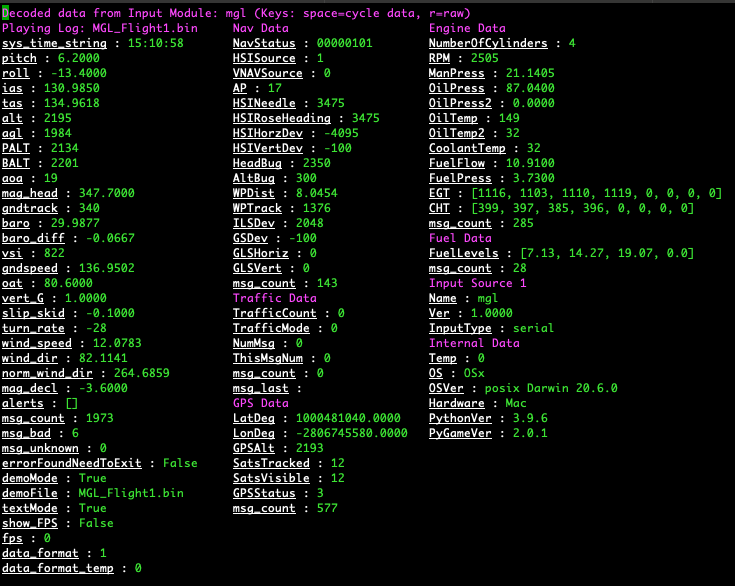 Decoded data from Input Module: mgl (Keys: space=cycle data, r=raw)
Playing Log: MGL_Flight1.bin
sys_time_string : 15:10:58
pitch : 6.2000
roll : -13.4000
ias : 130.9850
tas : 134.9618
alt : 2195
agl : 1984
PALT : 2134
BALT : 2201
aoa : 19
mag_head : 347.7000
gndtrack : 340
baro : 29.9877
baro_diff : -0.0667
vsi : 822
gndspeed : 136.9502
oat : 80.6000
vert_G : 1.0000
slip_skid : -0.1000
turn_rate : -28
wind_speed : 12.0783
wind_dir : 82.1141
norm_wind_dir : 264.6859
mag_decl : -3.6000
alerts : []
msg_count : 1973
msg_bad : 6
msg_unknown : 0
errorFoundNeedToExit : False
demoMode : True
demoFile : MGL_Flight1.bin
textMode : True
show_FPS : False
fps : 0
data_format : 1
data_format_temp : 0
Nav Data
NavStatus : 00000101
HSISource : 1
VNAVSource : 0
AP : 17
HSINeedle : 3475
HSIRoseHeading : 3475
HSIHorzDev : -4095
HSIVertDev : -100
HeadBug : 2350
AltBug : 300
WPDist : 8.0454
WPTrack : 1376
ILSDev : 2048
GSDev : -100
GLSHoriz : 0
GLSVert : 0
msg_count : 143
Traffic Data
TrafficCount : 0
TrafficMode : 0
NumMsg : 0
ThisMsgNum : 0
msg_count : 0
msg_last :
GPS Data
LatDeg : 1000481040.0000
LonDeg : -2806745580.0000
GPSAlt : 2193
SatsTracked : 12
SatsVisible : 12
GPSStatus : 3
msg_count : 577
Engine Data
NumberOfCylinders : 4
RPM : 2505
ManPress : 21.1405
OilPress : 87.0400
OilPress2 : 0.0000
OilTemp : 149
OilTemp2 : 32
CoolantTemp : 32
FuelFlow : 10.9100
FuelPress : 3.7300
EGT : [1116, 1103, 1110, 1119, 0, 0, 0, 0]
CHT : [399, 397, 385, 396, 0, 0, 0, 0]
msg_count : 285
Fuel Data
FuelLevels : [7.13, 14.27, 19.07, 0.0]
msg_count : 28
Input Source 1
Name : mgl
Ver : 1.0000
InputType : serial
Internal Data
Temp : 0
OS : OSx
OSVer : posix Darwin 20.6.0
Hardware : Mac
PythonVer : 3.9.6
PyGameVer : 2.0.1